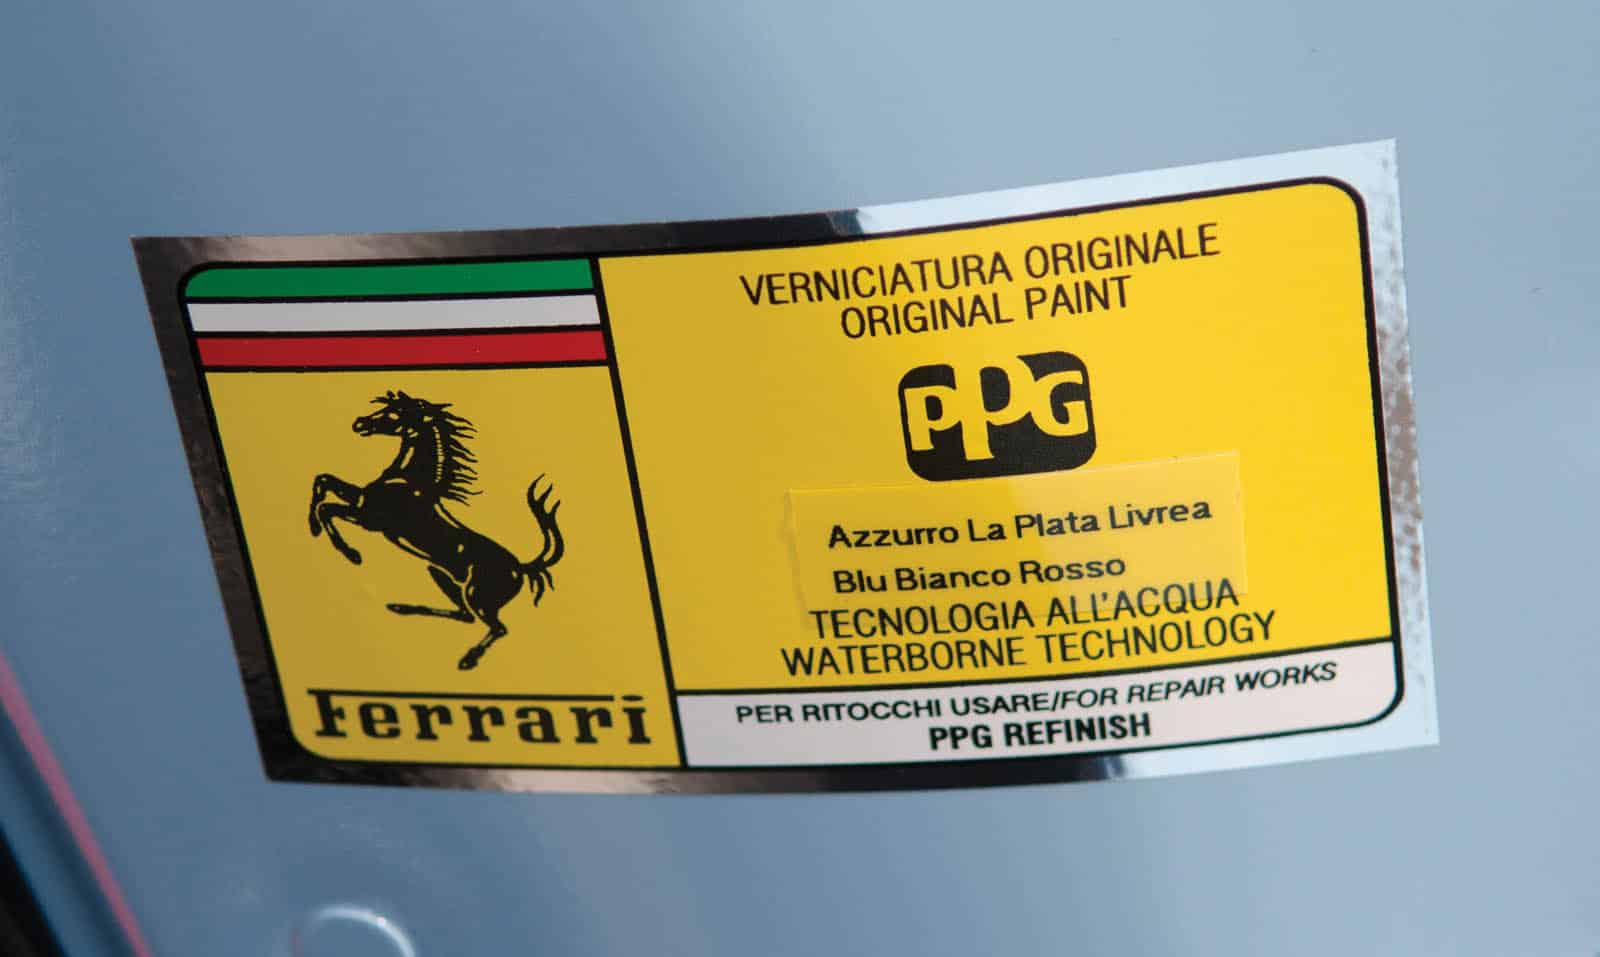 VERNICIATURA ORIGINALE
ORIGINAL PAINT
PPG
Azzurro La Plata Livrea
Blu Bianco Rosso
TECNOLOGIA ALL'ACQUA
WATERBORNE TECHNOLOGY
Ferrari
PER RITOCCHI USARE/FOR REPAIR WORKS
PPG REFINISH